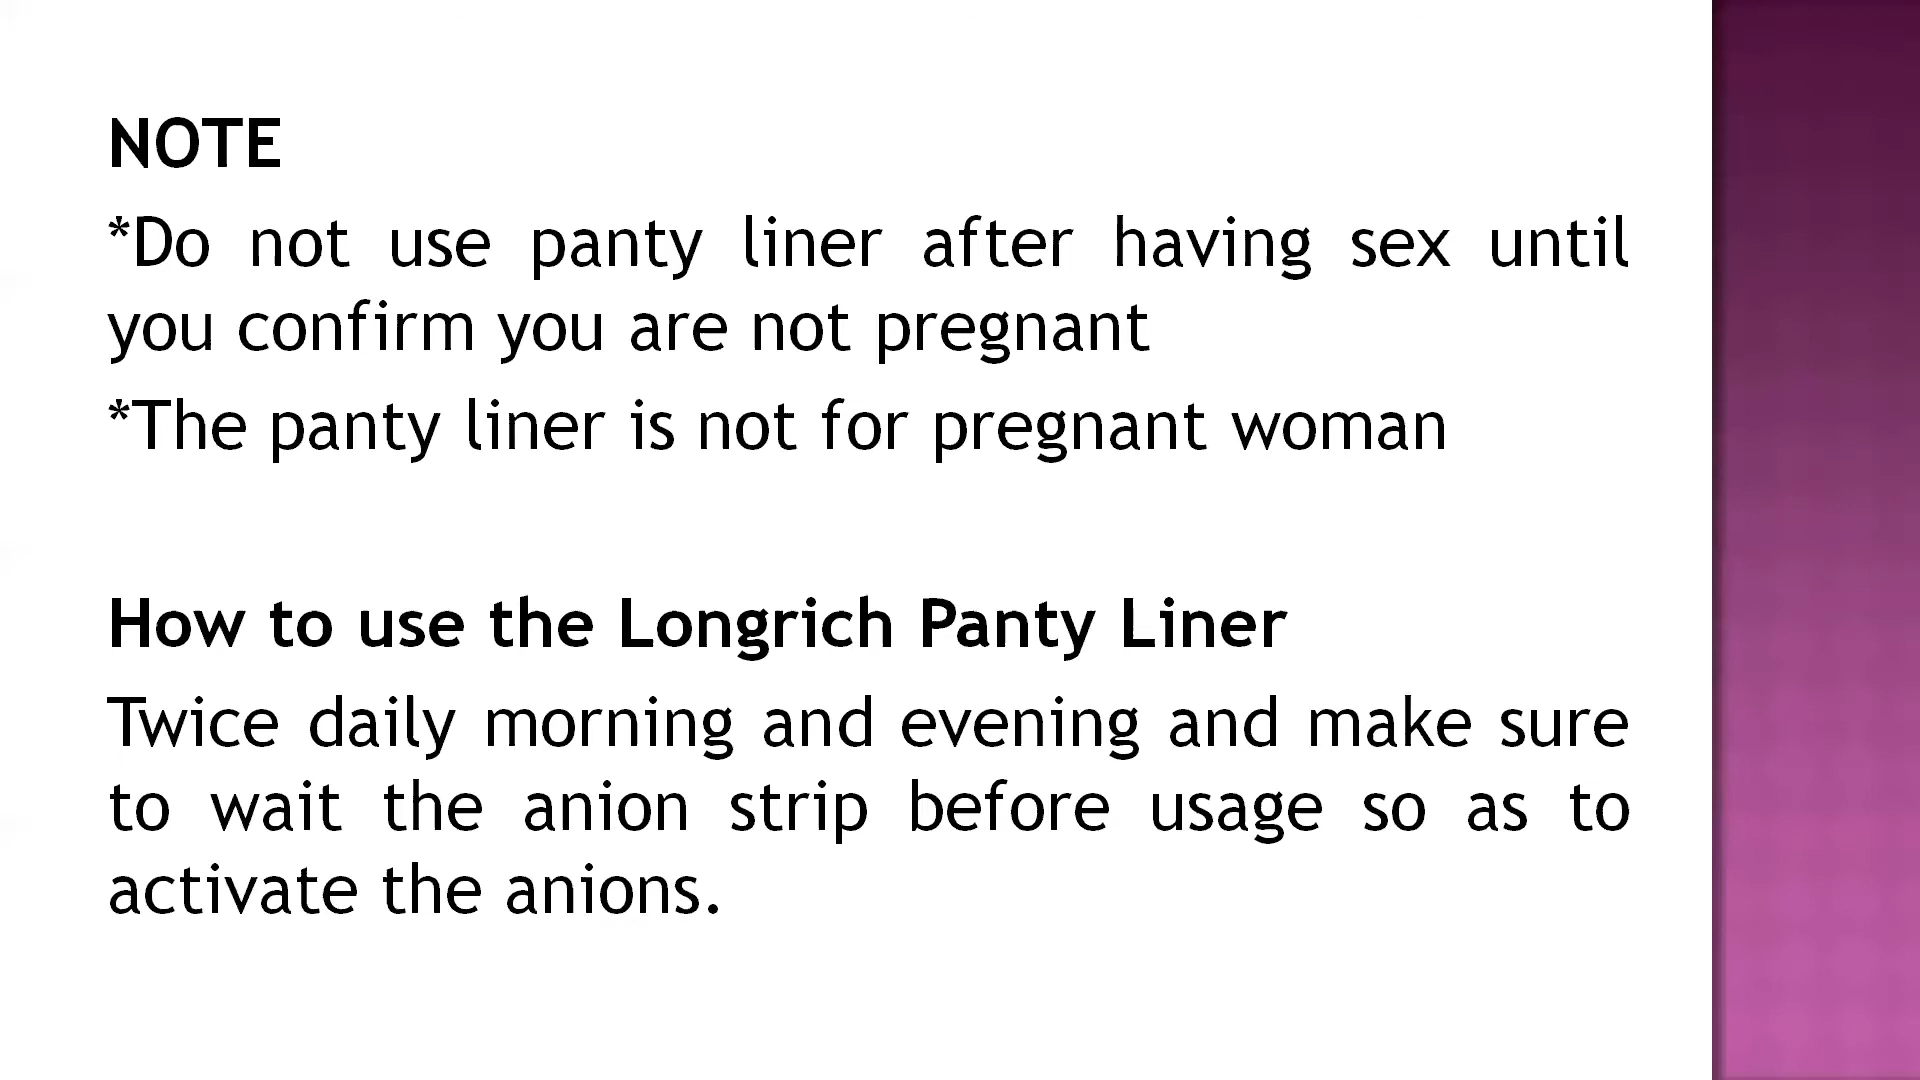 NOTE
*Do not use panty liner after having sex until
you confirm you are not pregnant
*The panty liner is not for pregnant woman
How to use the Longrich Panty Liner
Twice daily morning and evening and make sure
to wait the anion strip before usage so as to
activate the anions.